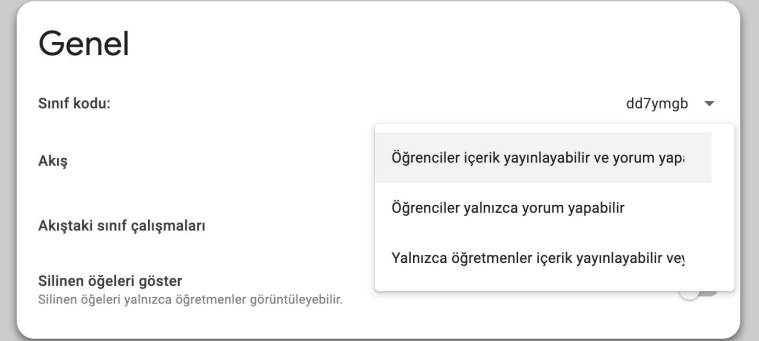 Genel
Sınıf kodu:
dd7ymgb
Akış
Öğrenciler içerik yayınlayabilir ve yorum
Öğrenciler yalnızca yorum yapabilir
Akıştaki sınıf çalışmaları
Yalnızca öğretmenler içerik yayınlayabilir
Silinen öğeleri göster
Silinen öğeleri yalnızca öğretmenler görüntüleyebilir.